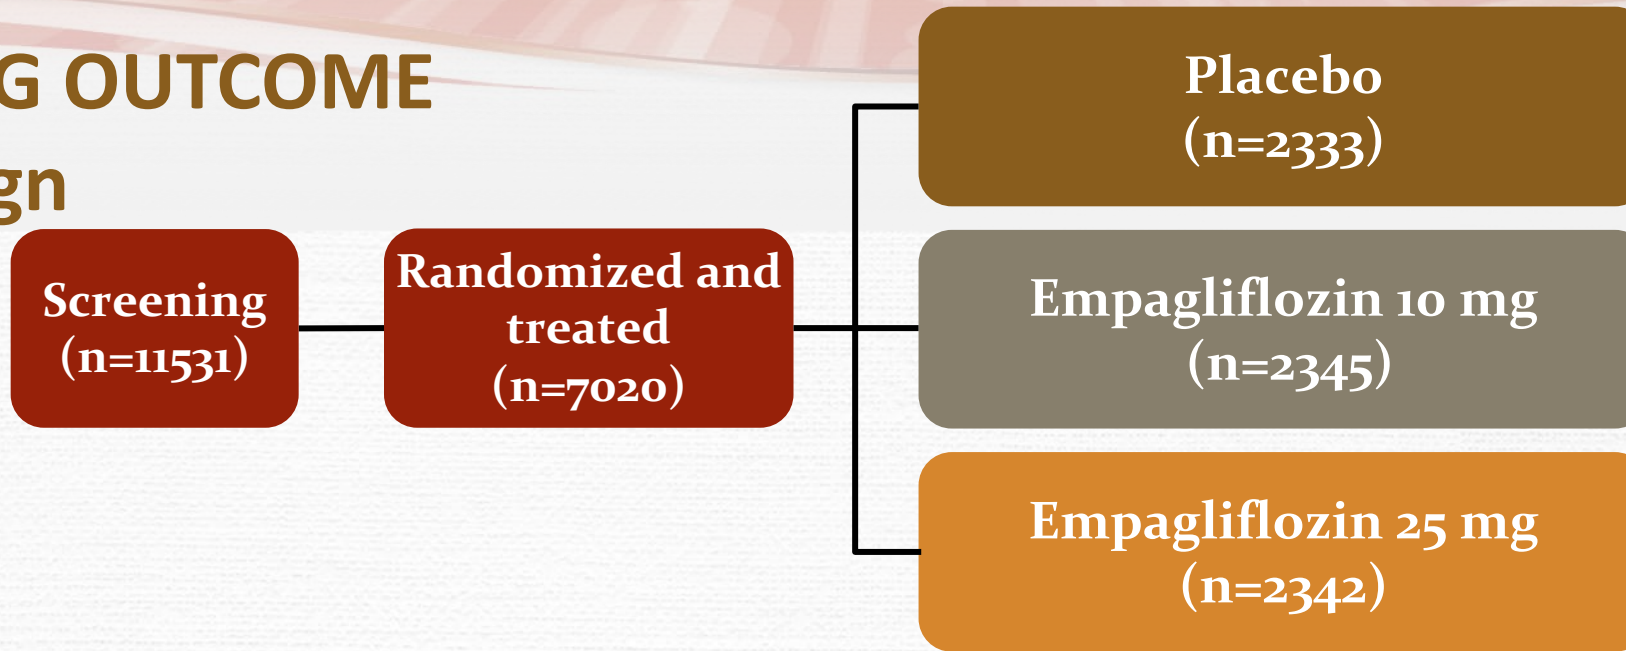 G OUTCOME
gn
Screening
(n=11531)
Randomized and
treated
(n=7020)
Placebo
(n=2333)
Empagliflozin 10 mg
(n=2345)
Empagliflozin 25 mg
(n=2342)